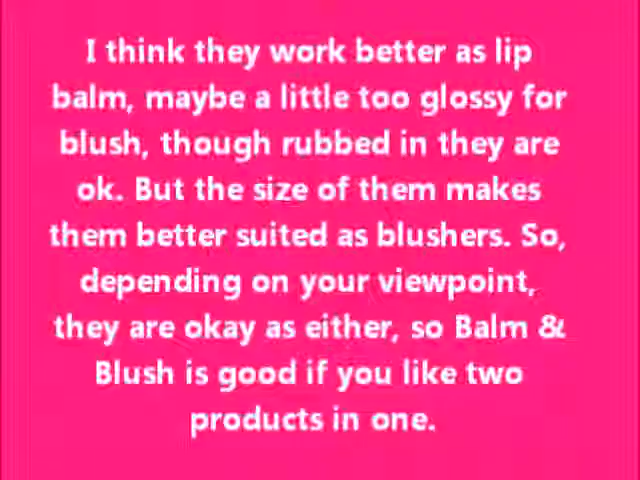 I think they work better as lip
balm, maybe a little too glossy for
blush, though rubbed in they are
ok. But the size of them makes
them better suited as blushers. So,
depending on your viewpoint,
they are okay as either, so Balm &
Blush is good if you like two
products in one.